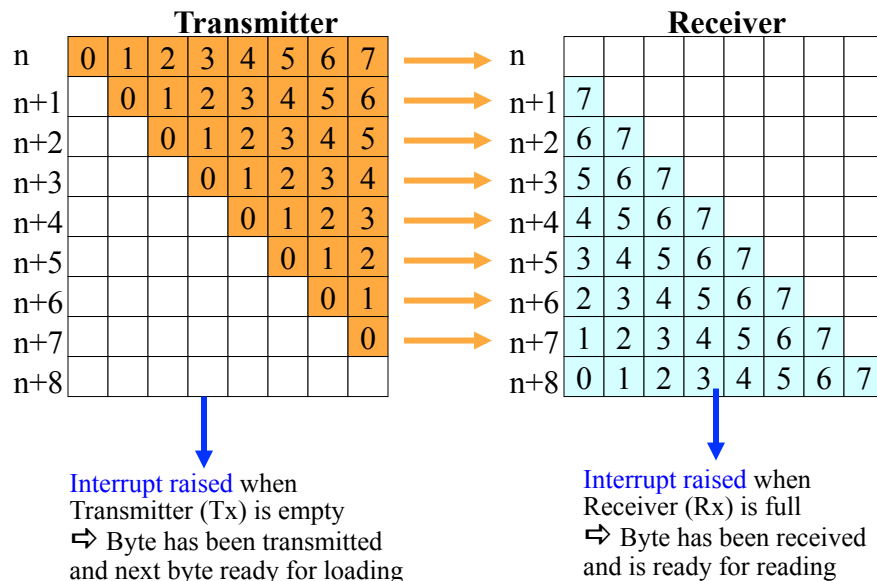 Transmitter Receiver
n 0 1 2 3 4 5 6 7 n
n+1 0 1 2 3 4 5 6 n+1 7
n+2 0 1 2 3 4 5 n+2 6 7
n+3 0 1 2 3 4 n+3 5 6 7
n+4 0 1 2 3 n+4 4 5 6 7
n+5 0 1 2 n+5 3 4 5 6 7
n+6 0 1 n+6 2 3 4 5 6 7
n+7 0 n+7 1 2 3 4 5 6 7
n+8 n+8 0 1 2 3 4 5 6 7
Interrupt raised when
Transmitter (Tx) is empty
⇨ Byte has been transmitted
and next byte ready for loading
Interrupt raised when
Receiver (Rx) is full
⇨ Byte has been received
and is ready for reading